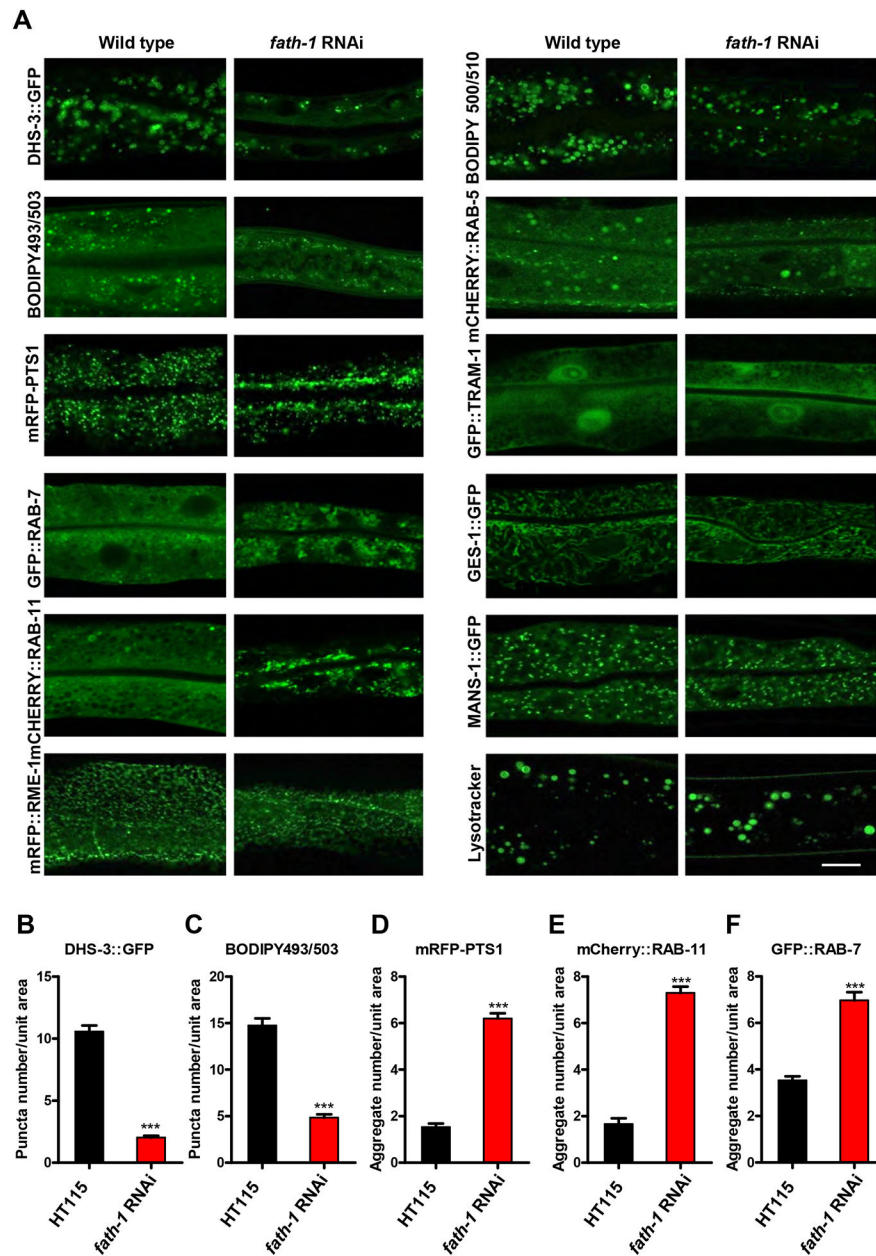 A
Wild type
fath-1 RNAi
Wild type
fath-1 RNAi
DHS-3::GFP
BODIPY493/503
mRFP-PTS1
GFP::RAB-7
mCHERRY::RAB-11
mRFP::RME-1
BODIPY 500/510
mCHERRY::RAB-5
GFP::TRAM-1
GES-1::GFP
MANS-1::GFP
Lysotracker
B
DHS-3::GFP
Puncta number/unit area
15
10
5
0
***
HT115
fath-1 RNAi
C
BODIPY493/503
Puncta number/unit area
20
15
10
5
0
***
HT115
fath-1 RNAi
D
mRFP-PTS1
Aggregate number/unit area
8
6
4
2
0
***
HT115
fath-1 RNAi
E
mCherry::RAB-11
Aggregate number/unit area
8
6
4
2
0
***
HT115
fath-1 RNAi
F
GFP::RAB-7
Aggregate number/unit area
8
6
4
2
0
***
HT115
fath-1 RNAi